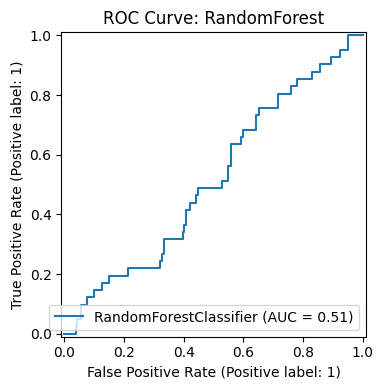 ROC Curve: RandomForest
1.0
0.8
0.6
0.4
0.2
0.0
True Positive Rate (Positive label: 1)
RandomForestClassifier (AUC = 0.51)
0.0 0.2 0.4 0.6 0.8 1.0
False Positive Rate (Positive label: 1)